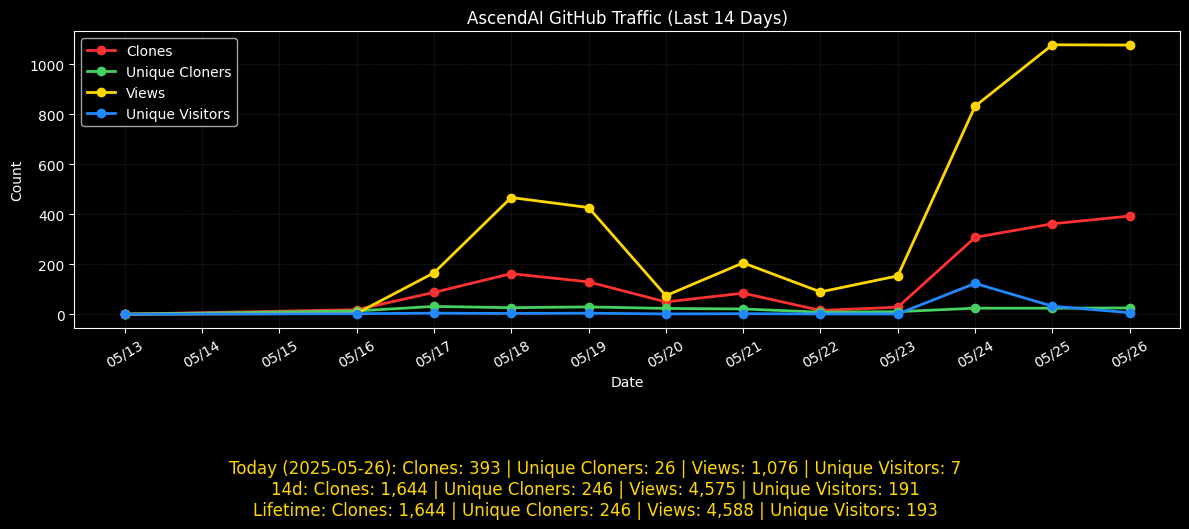 AscendAI GitHub Traffic (Last 14 Days)
Clones
Unique Cloners
Views
Unique Visitors
1000
800
600
400
200
0
Count
05/13
05/14
05/15
05/16
05/17
05/18
05/19
05/20
05/21
05/22
05/23
05/24
05/25
05/26
Date
Today (2025-05-26): Clones: 393 | Unique Cloners: 26 | Views: 1,076 | Unique Visitors: 7
14d: Clones: 1,644 | Unique Cloners: 246 | Views: 4,575 | Unique Visitors: 191
Lifetime: Clones: 1,644 | Unique Cloners: 246 | Views: 4,588 | Unique Visitors: 193